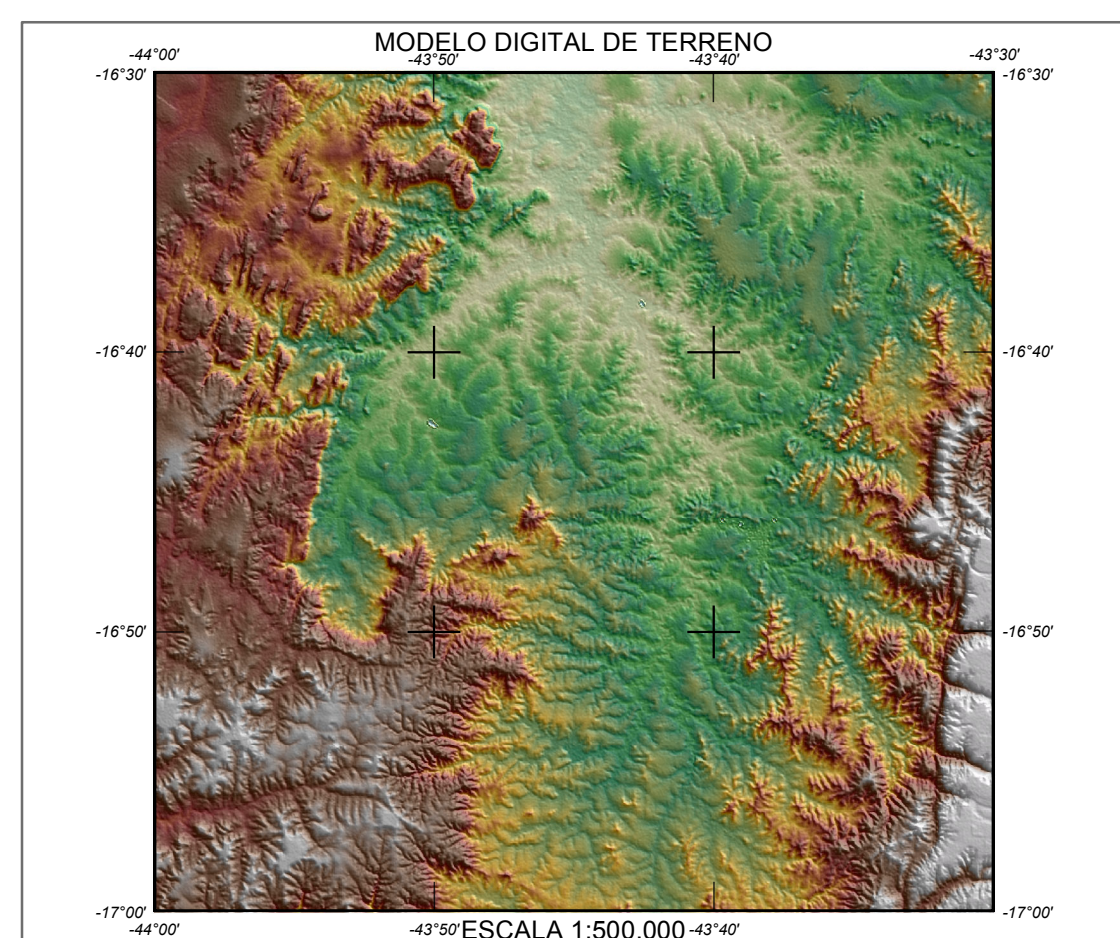 MODELO DIGITAL DE TERRENO
-44°00' -43°50' -43°40' -43°30'
-16°30' -16°30'
-16°40' -16°40'
-16°50' -16°50'
-17°00' -17°00'
-44°00' -43°50' ESCALA 1:500.000 -43°40'